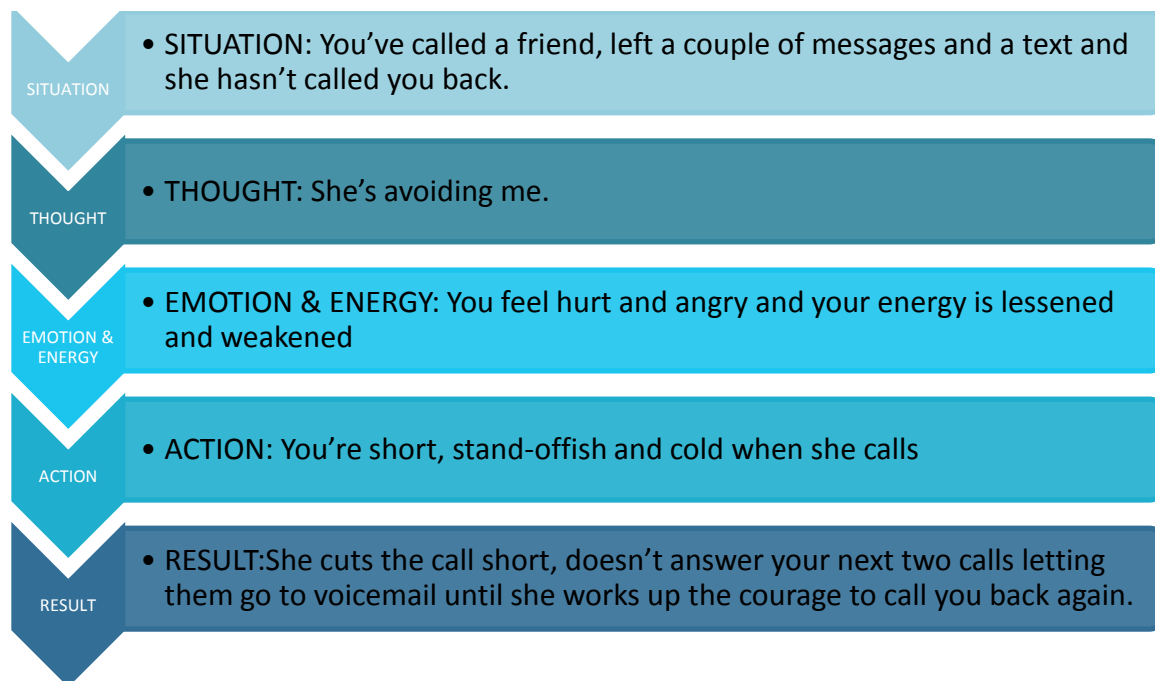 • SITUATION: You’ve called a friend, left a couple of messages and a text and
she hasn’t called you back.
SITUATION
• THOUGHT: She’s avoiding me.
THOUGHT
• EMOTION & ENERGY: You feel hurt and angry and your energy is lessened
and weakened
EMOTION &
ENERGY
• ACTION: You’re short, stand-offish and cold when she calls
ACTION
• RESULT:She cuts the call short, doesn’t answer your next two calls letting
them go to voicemail until she works up the courage to call you back again.
RESULT